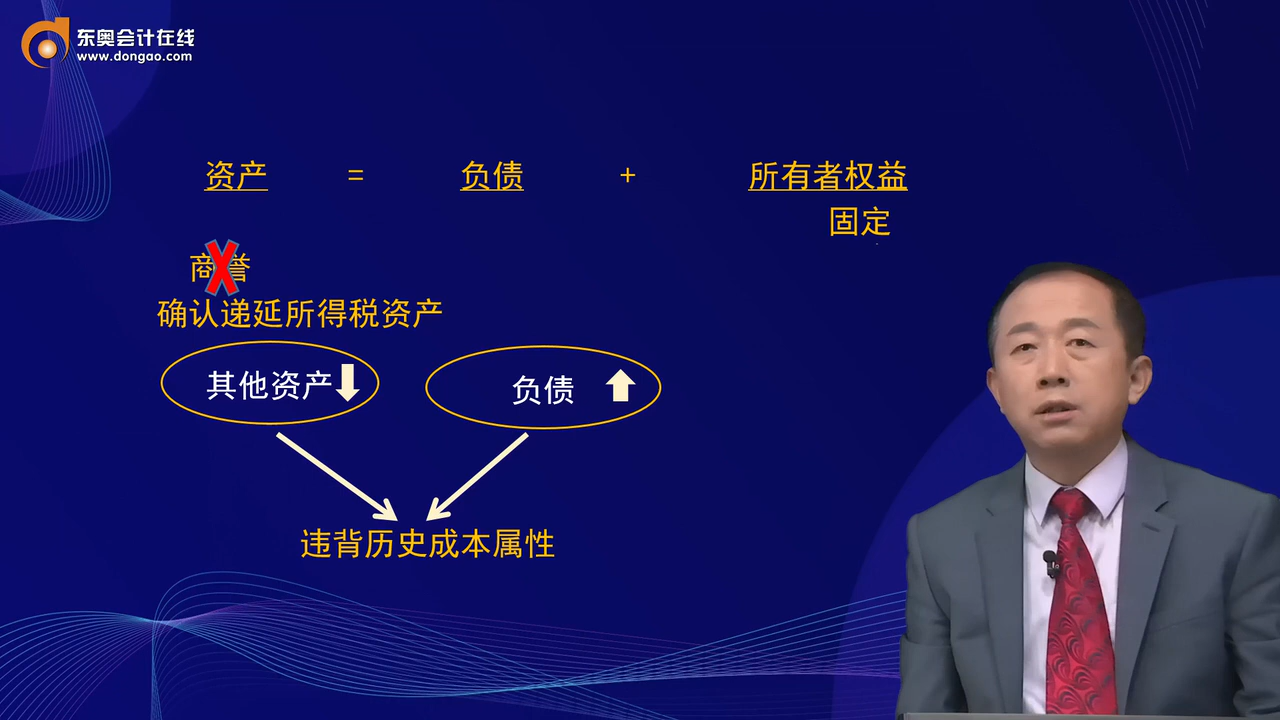 东奥会计在线
www.dongao.com
资产 = 负债 + 所有者权益
固定
商誉
确认递延所得税资产
其他资产 负债
违背历史成本属性